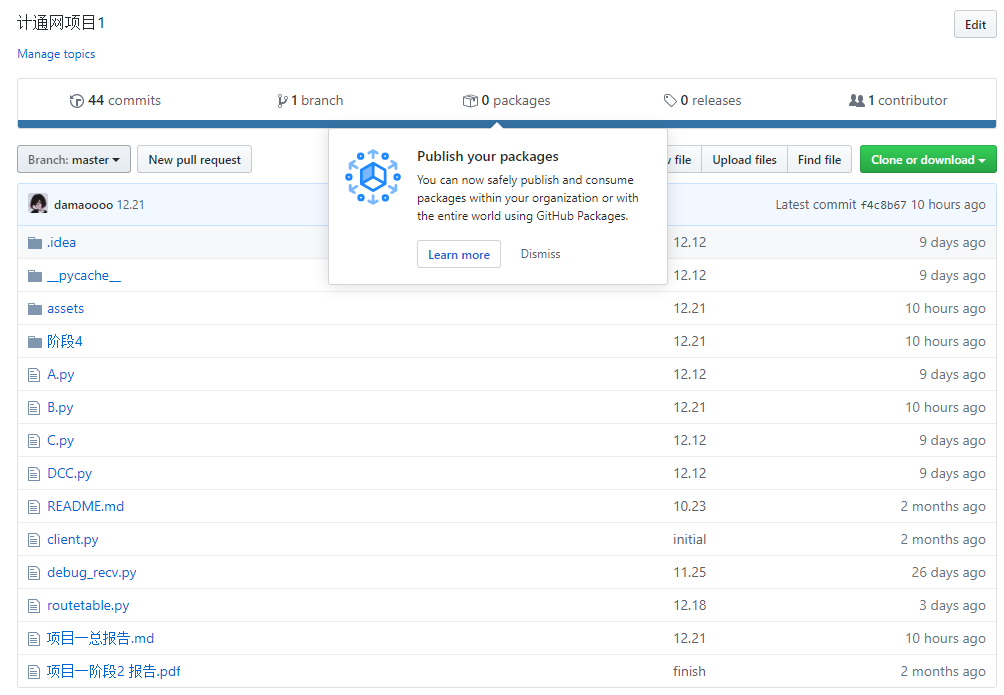 计通网项目1
Edit
Manage topics
44 commits
1 branch
0 packages
0 releases
1 contributor
Branch: master
New pull request
file
Upload files
Find file
Clone or download
Publish your packages
You can now safely publish and consume
packages within your organization or with
the entire world using GitHub Packages.
Learn more
Dismiss
damaoooo 12.21
Latest commit f4c8b67 10 hours ago
.idea 12.12 9 days ago
__pycache__ 12.12 9 days ago
assets 12.21 10 hours ago
阶段4 12.21 10 hours ago
A.py 12.12 9 days ago
B.py 12.21 10 hours ago
C.py 12.12 9 days ago
DCC.py 12.12 9 days ago
README.md 10.23 2 months ago
client.py initial 2 months ago
debug_recv.py 11.25 26 days ago
routetable.py 12.18 3 days ago
项目一总报告.md 12.21 10 hours ago
项目一阶段2 报告.pdf finish 2 months ago